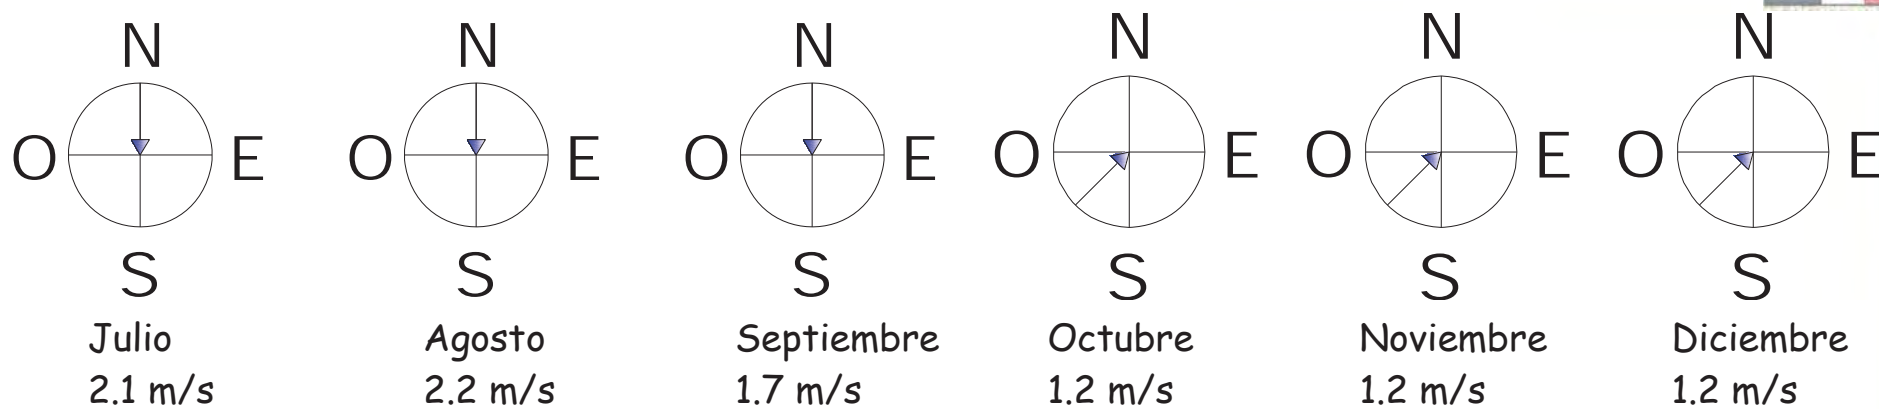 N N N N N N
O E O E O E O E O E O E
S S S S S S
Julio Agosto Septiembre Octubre Noviembre Diciembre
2.1 m/s 2.2 m/s 1.7 m/s 1.2 m/s 1.2 m/s 1.2 m/s